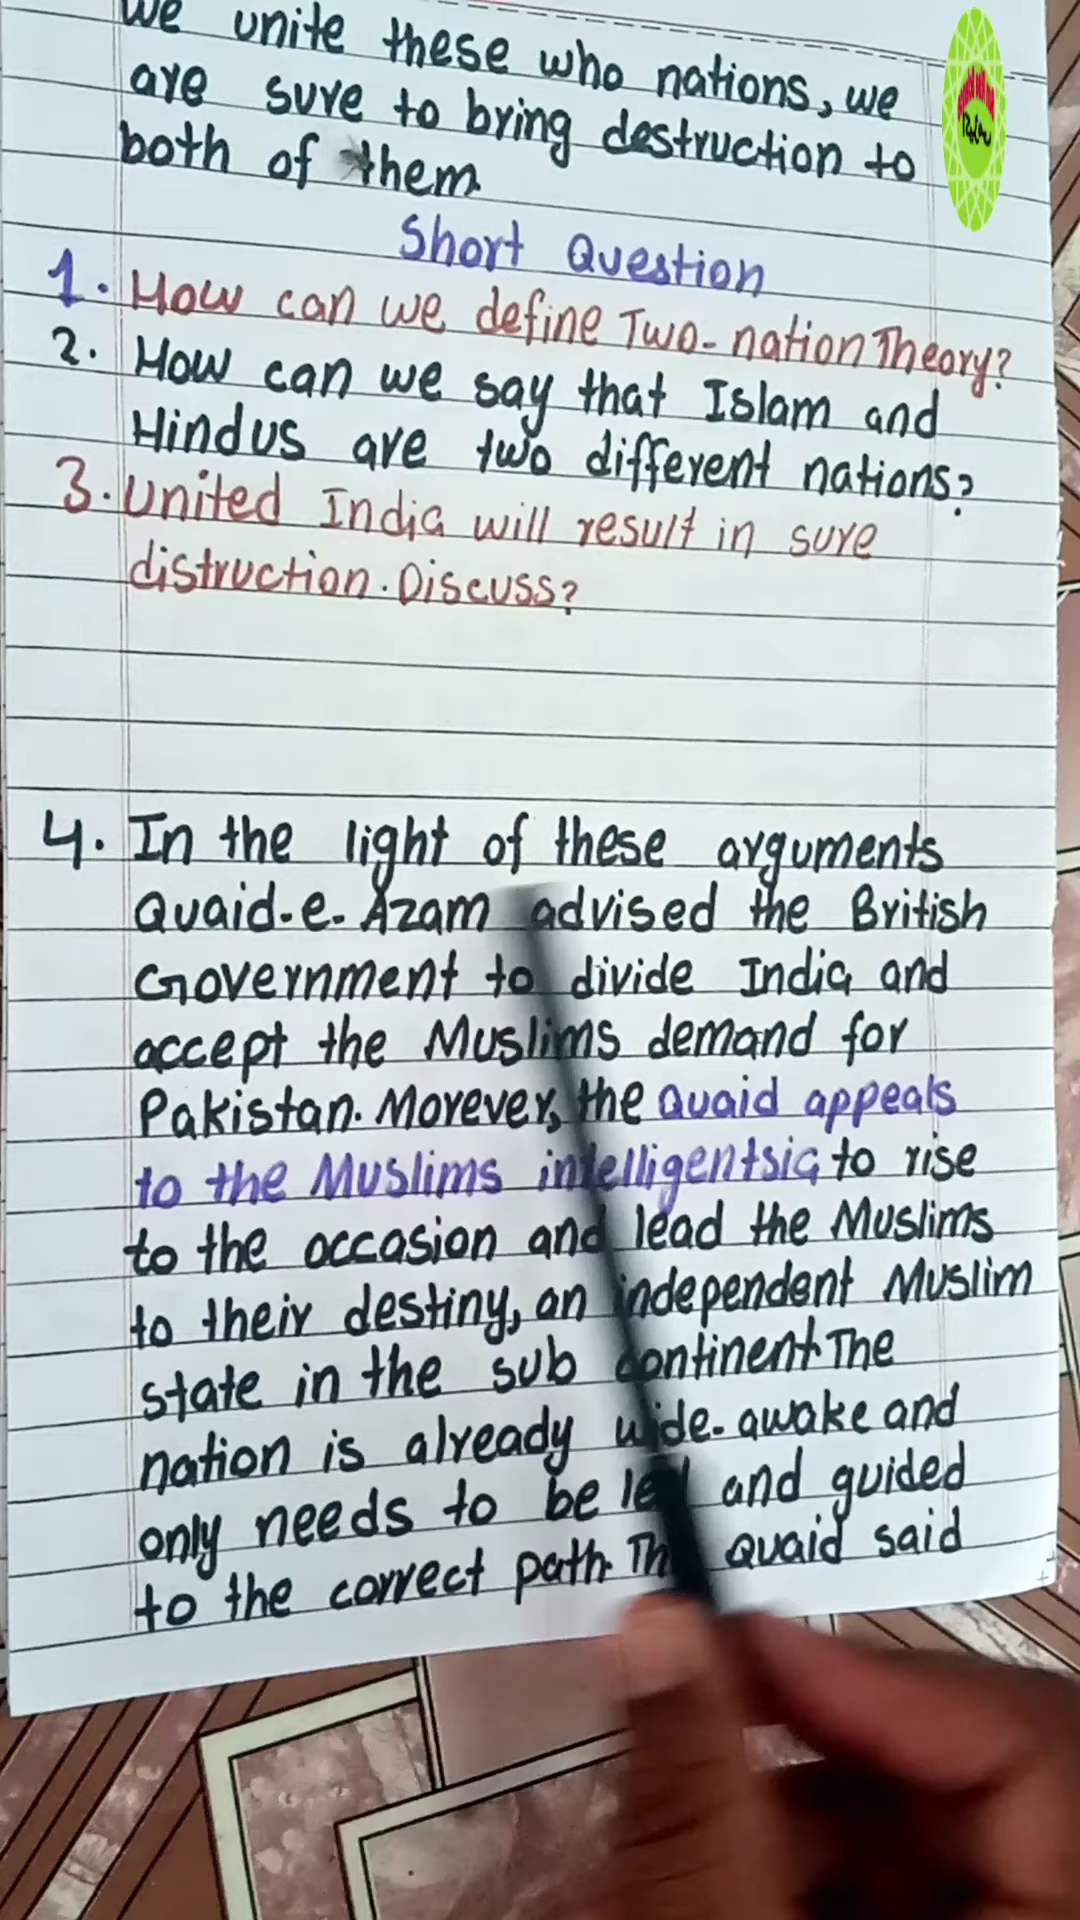 we unite these who nations, we
are sure to bring destruction to
both of them.
Short Question
1. How can we define Two-nation Theory?
2. How can we say that Islam and
Hindus are two different nations?
3. United India will result in sure
distruction. Discuss?
4. In the light of these arguments
Quaid-e-Azam advised the British
Government to divide India and
accept the Muslims demand for
Pakistan. Morever, the Quaid appeals
to the Muslims intelligentsia to rise
to the occasion and lead the Muslims
to their destiny, an independent Muslim
state in the sub continent. The
nation is already wide-awake and
only needs to be led and guided
to the correct path. The Quaid said